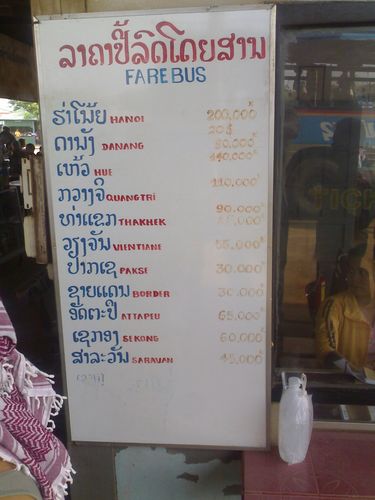 ລາຄາປີ້ລົດໂດຍສານ
FARE BUS
ຮ່າໂນ້ຍ HANOI 200,000
20$
ດານັງ DANANG
ເຫ້ວ HUE
ກວາງຈິ QUANGTRI 110.000
ທ່າແຂກ THAKHEK 90.000
ວຽງຈັນ VIENTIANE 55.000
ປາກເຊ PAKSE 30.000
ຊາຍແດນ BORDER 30.000
ອັດຕະປື ATTAPEU 65.000
ເຊກອງ SEKONG 60,000
ສາລະວັນ SARAVAN 45,000